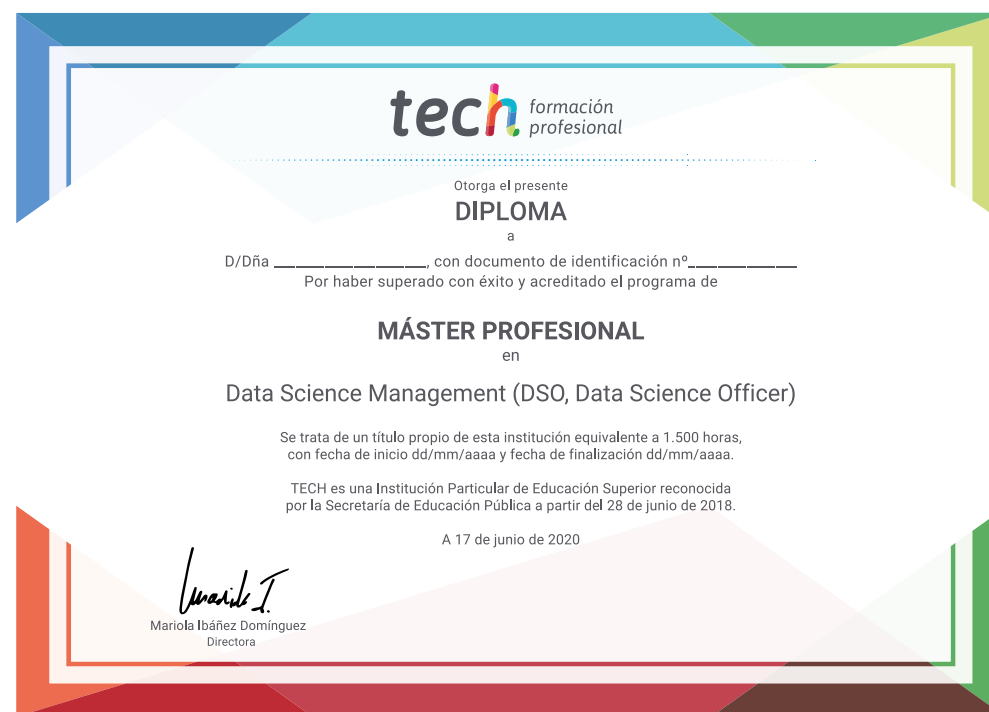 tech formación
profesional
Otorga el presente
DIPLOMA
a
D/Dña ______________, con documento de identificación nº__________
Por haber superado con éxito y acreditado el programa de
MÁSTER PROFESIONAL
en
Data Science Management (DSO, Data Science Officer)
Se trata de un título propio de esta institución equivalente a 1.500 horas,
con fecha de inicio dd/mm/aaaa y fecha de finalización dd/mm/aaaa.
TECH es una Institución Particular de Educación Superior reconocida
por la Secretaría de Educación Pública a partir del 28 de junio de 2018.
A 17 de junio de 2020
Mariola Ibáñez Domínguez
Directora